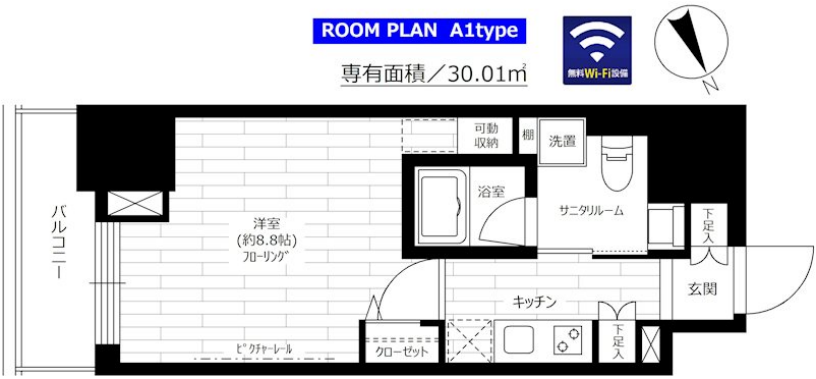 ROOM PLAN A1type
専有面積／30.01㎡
無料Wi-Fi設備
N
可動
収納
棚
洗置
浴室
サニタリルーム
下足入
バルコニー
洋室
(約8.8帖)
フローリング
玄関
キッチン
ピクチャーレール
クローゼット
下足入